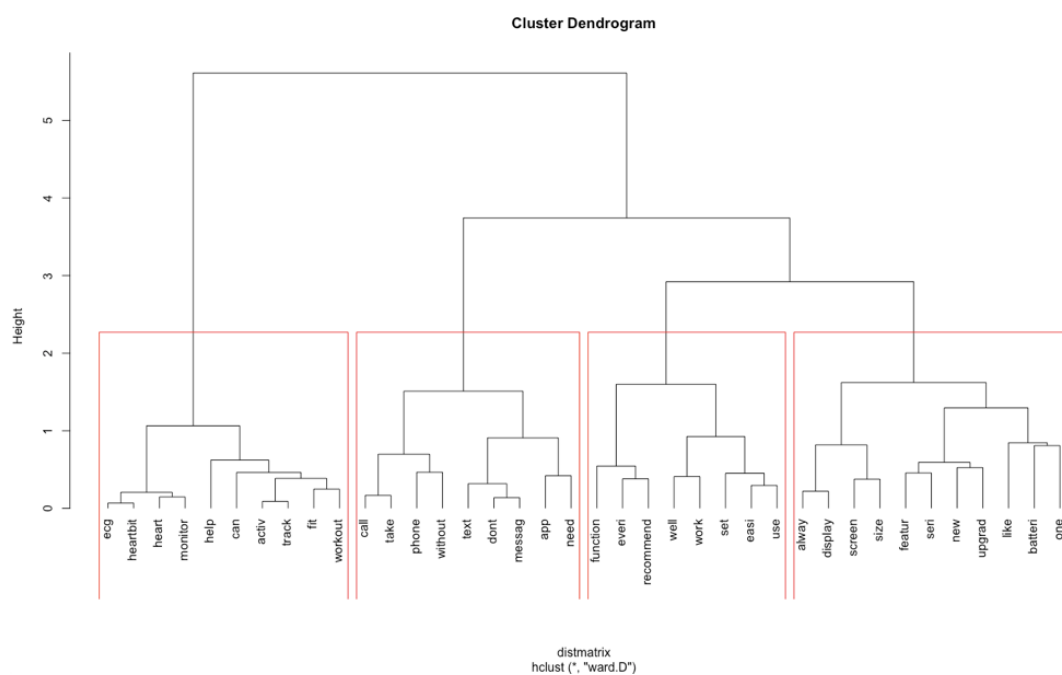 Cluster Dendrogram
Height
5
4
3
2
1
0
ecg
heartbit
heart
monitor
help
can
activ
track
fit
workout
call
take
phone
without
text
dont
messag
app
need
function
everi
recommend
well
work
set
easi
use
alway
display
screen
size
featur
seri
new
upgrad
like
batteri
one
distmatrix
hclust (*, "ward.D")